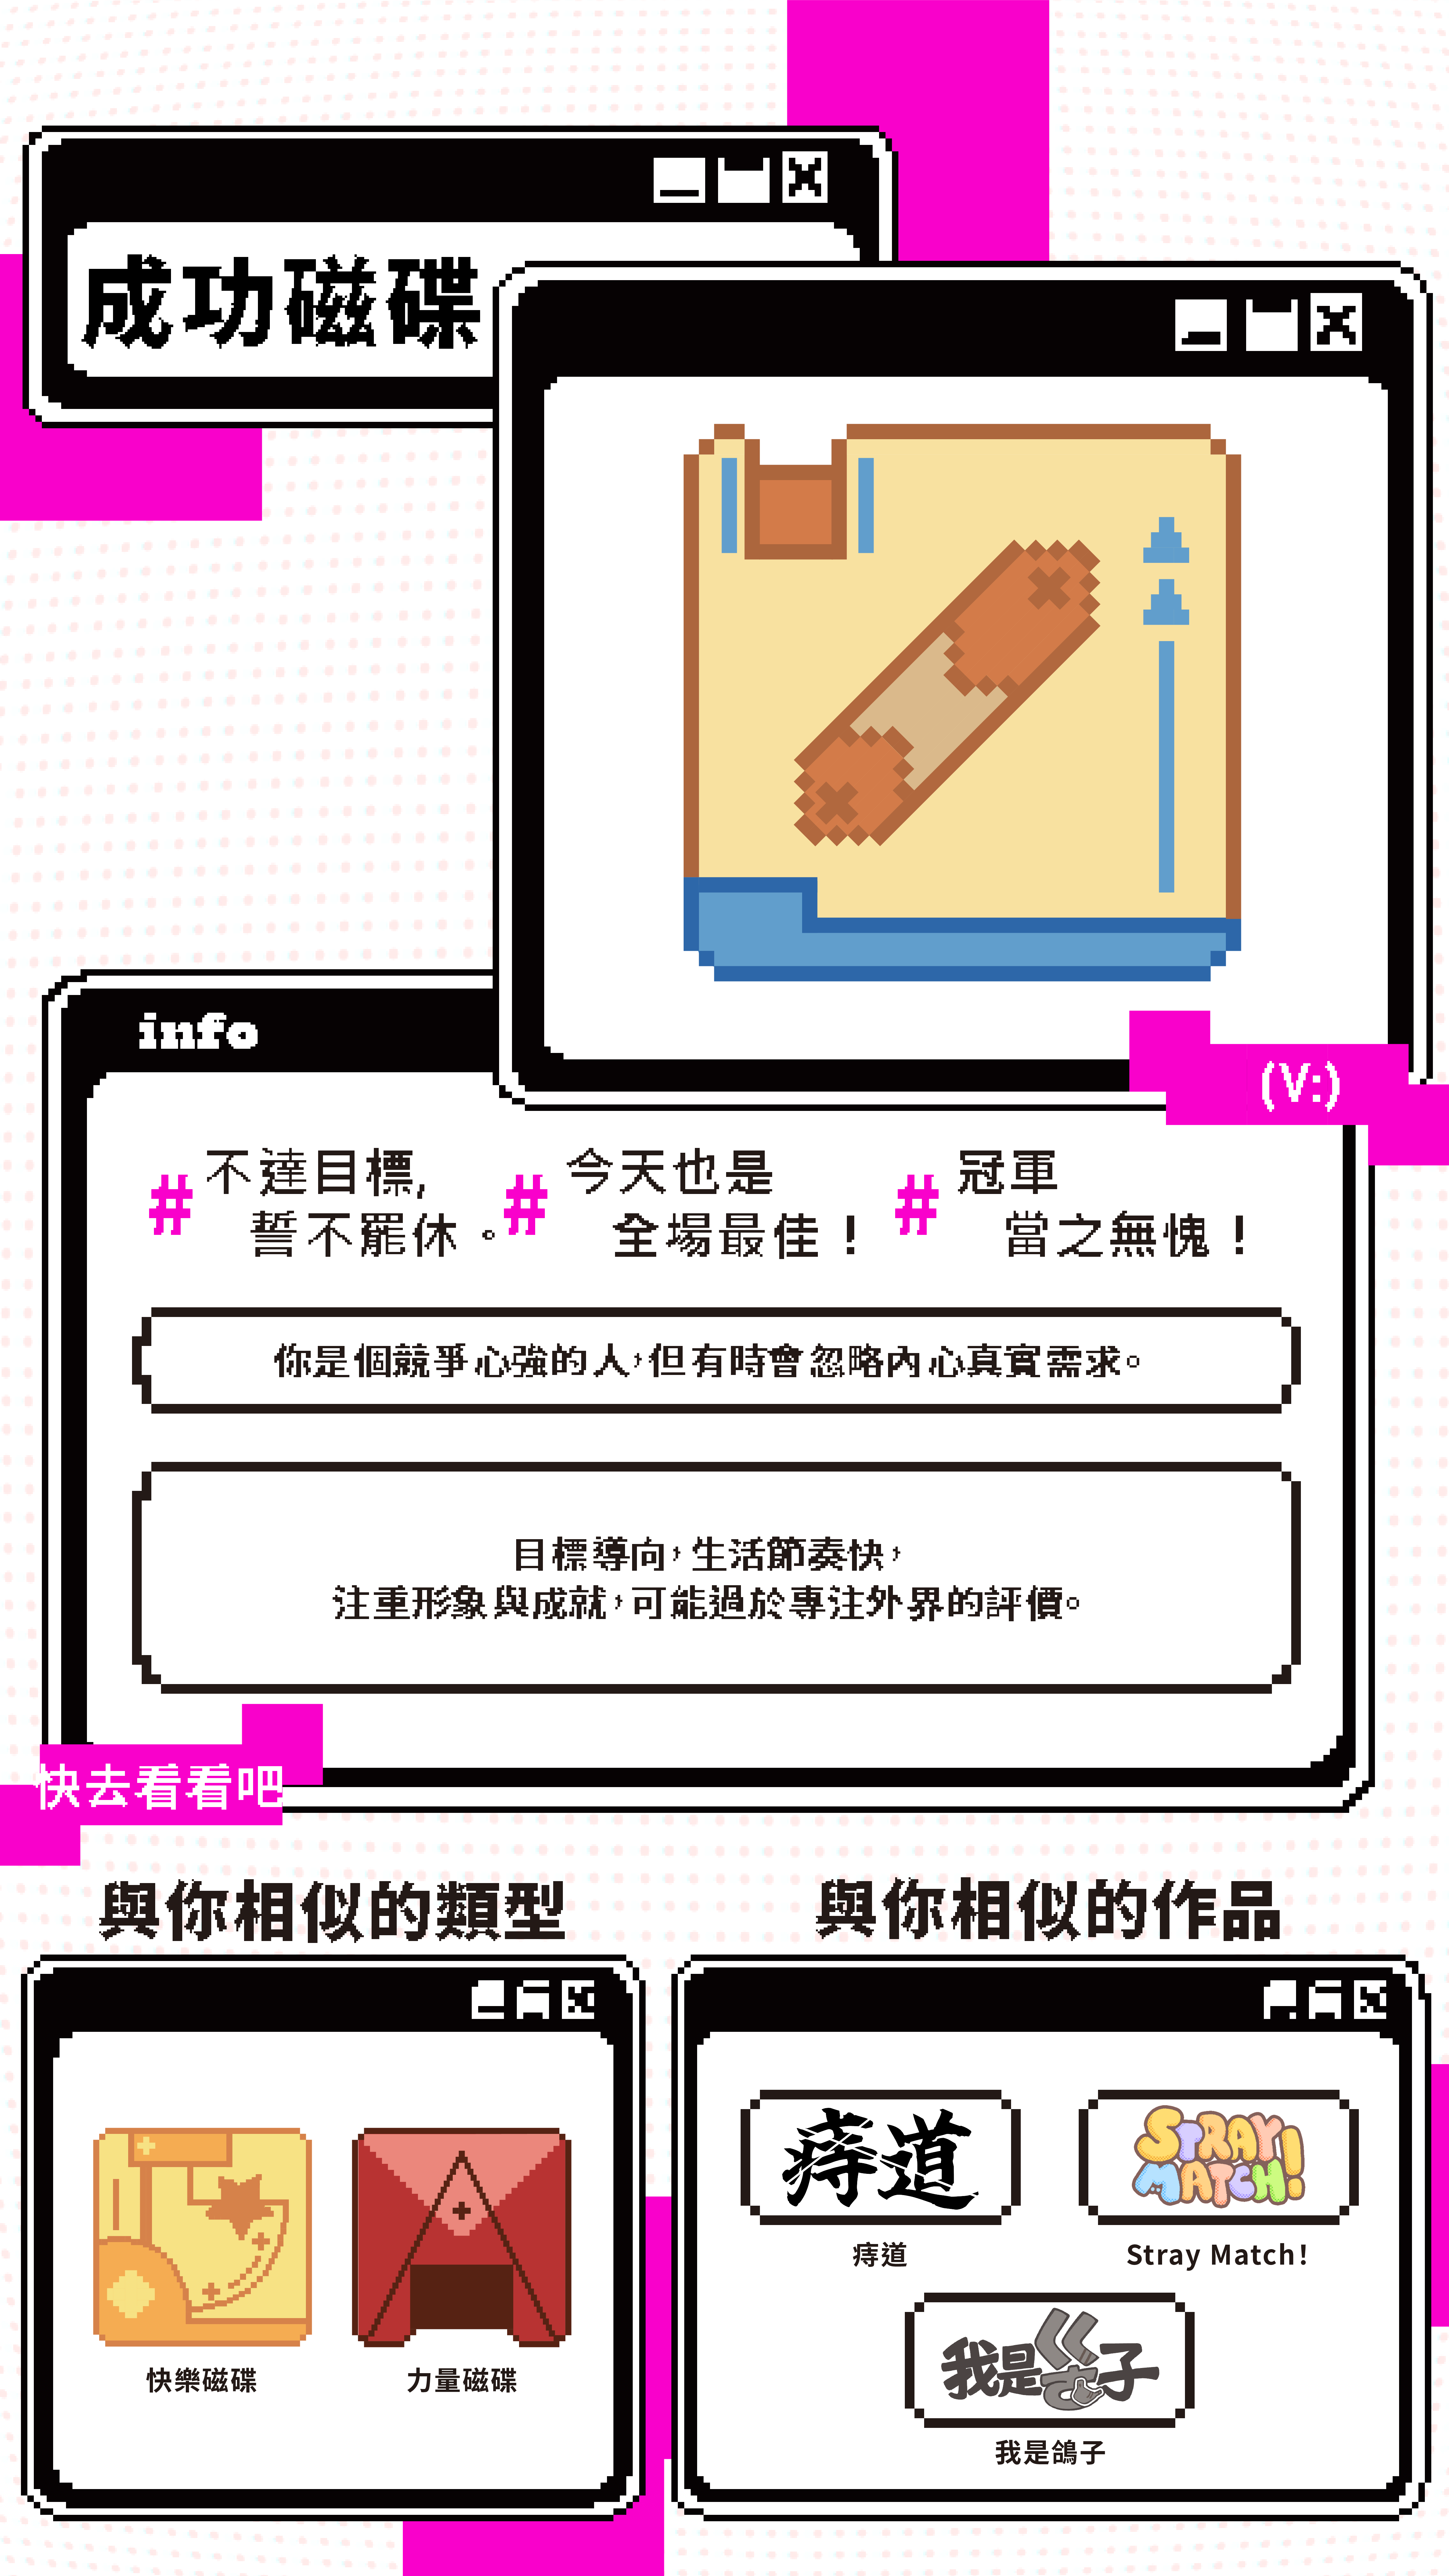 成功磁碟
info
(V:)
# 不達目標,
誓不罷休。
# 今天也是
全場最佳！
# 冠軍
當之無愧！
你是個競爭心強的人，但有時會忽略內心真實需求。
目標導向，生活節奏快，
注重形象與成就，可能過於專注外界的評價。
快去看看吧
與你相似的類型
快樂磁碟
力量磁碟
與你相似的作品
痔道
痔道
STRAY
MATCH!
Stray Match!
我是鴿子
我是鴿子